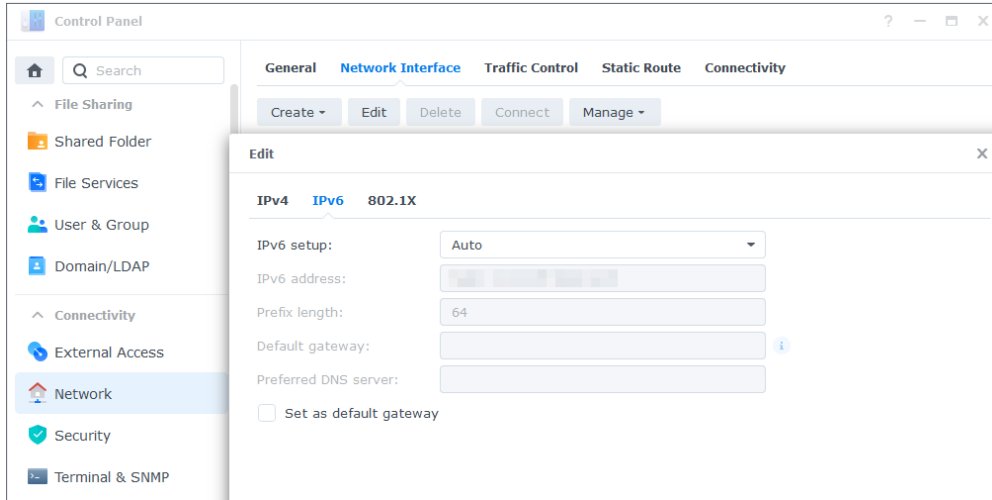 Control Panel
?
Search
General Network Interface Traffic Control Static Route Connectivity
File Sharing
Create Edit Delete Connect Manage
Shared Folder
File Services
User & Group
Domain/LDAP
Connectivity
External Access
Network
Security
Terminal & SNMP
Edit
IPv4 IPv6 802.1X
IPv6 setup: Auto
IPv6 address:
Prefix length: 64
Default gateway:
Preferred DNS server:
Set as default gateway